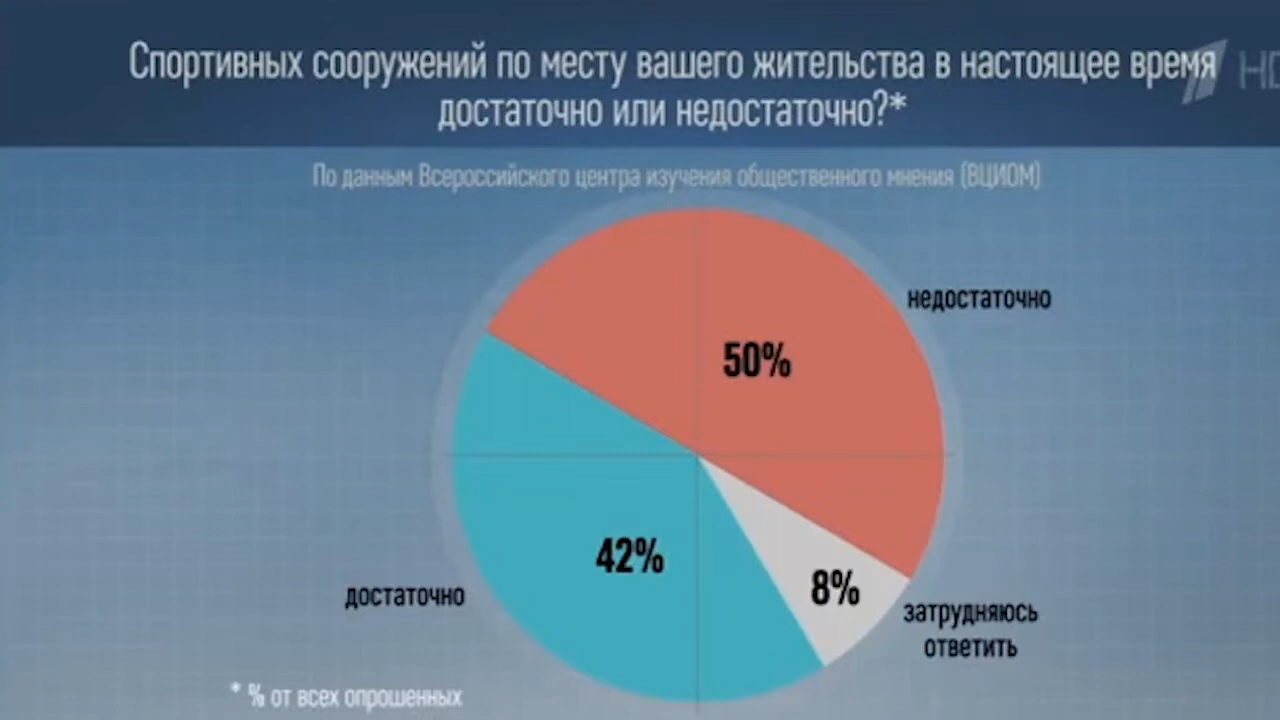 Спортивных сооружений по месту вашего жительства в настоящее время
достаточно или недостаточно?*
По данным Всероссийского центра изучения общественного мнения (ВЦИОМ)
недостаточно
50%
42%
8%
достаточно
затрудняюсь
ответить
* % от всех опрошенных